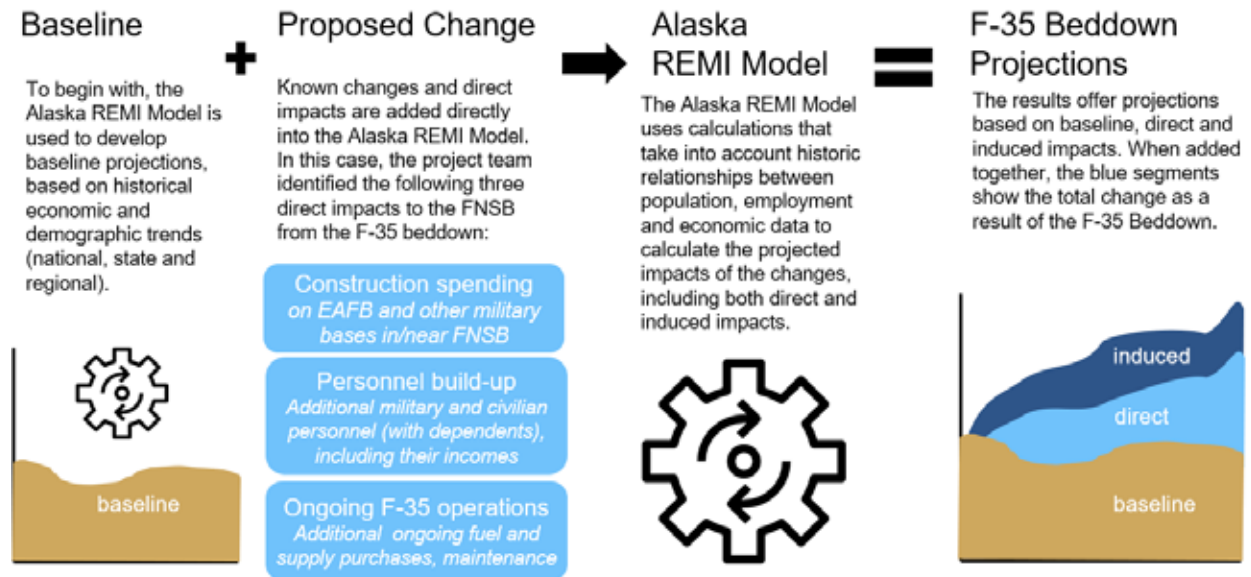 Baseline
To begin with, the
Alaska REMI Model is
used to develop
baseline projections,
based on historical
economic and
demographic trends
(national, state and
regional).
baseline
+
Proposed Change
Known changes and direct
impacts are added directly
into the Alaska REMI Model.
In this case, the project team
identified the following three
direct impacts to the FNSB
from the F-35 beddown:
Construction spending
on EAFB and other military
bases in/near FNSB
Personnel build-up
Additional military and civilian
personnel (with dependents),
including their incomes
Ongoing F-35 operations
Additional ongoing fuel and
supply purchases, maintenance
Alaska
REMI Model
The Alaska REMI Model
uses calculations that
take into account historic
relationships between
population, employment
and economic data to
calculate the projected
impacts of the changes,
including both direct and
induced impacts.
=
F-35 Beddown
Projections
The results offer projections
based on baseline, direct and
induced impacts. When added
together, the blue segments
show the total change as a
result of the F-35 Beddown.
induced
direct
baseline